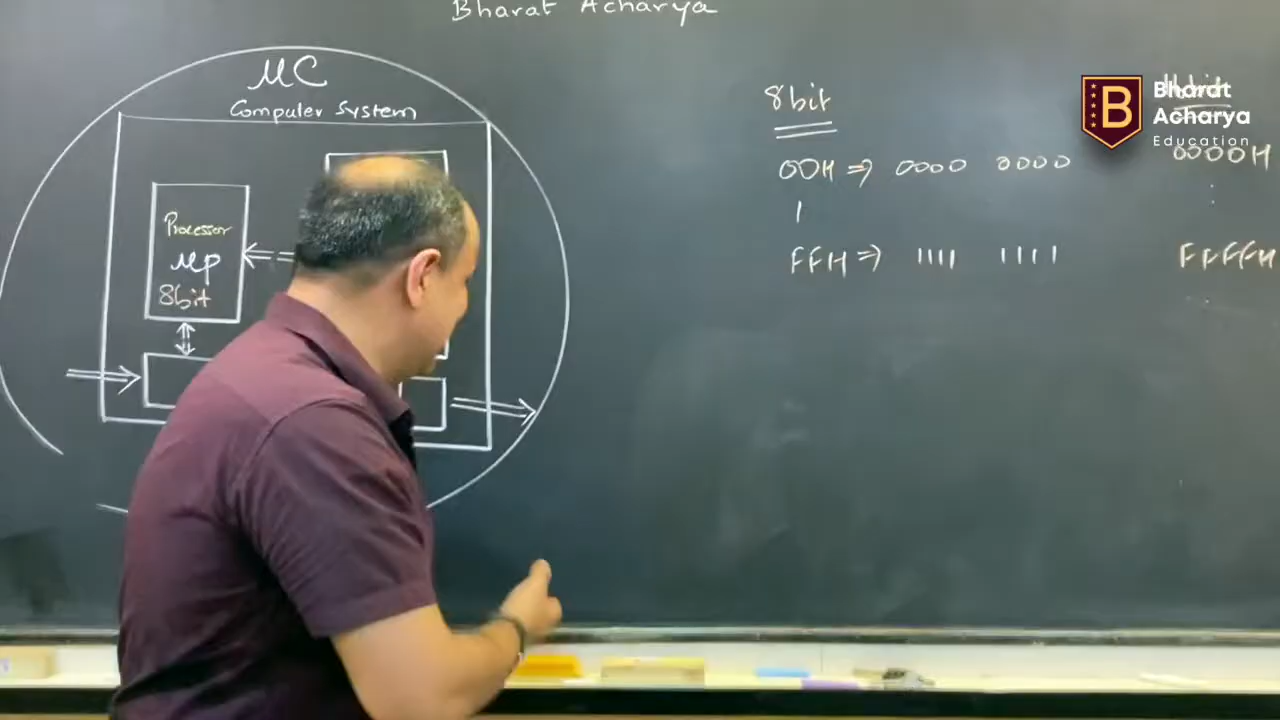 Bharat Acharya
μC
Computer System
Processor
μp
8bit
8bit
00H ⇒ 0000 0000
FFH ⇒ 1111 1111
0000H
FFFFH
B
Bharat
Acharya
Education